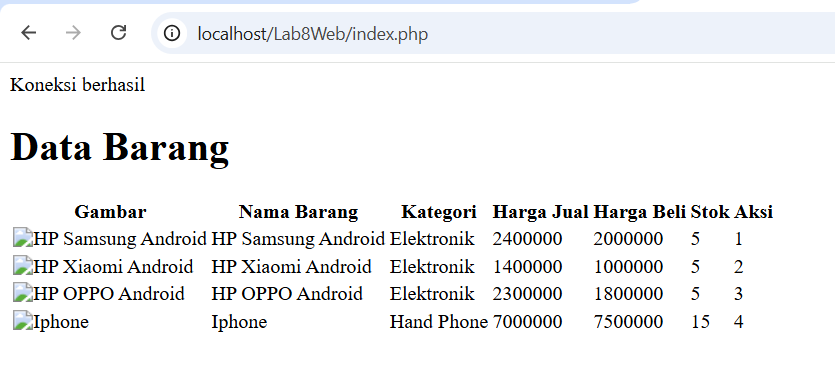 localhost/Lab8Web/index.php
Koneksi berhasil
Data Barang
Gambar Nama Barang Kategori Harga Jual Harga Beli Stok Aksi
HP Samsung Android HP Samsung Android Elektronik 2400000 2000000 5 1
HP Xiaomi Android HP Xiaomi Android Elektronik 1400000 1000000 5 2
HP OPPO Android HP OPPO Android Elektronik 2300000 1800000 5 3
Iphone Iphone Hand Phone 7000000 7500000 15 4